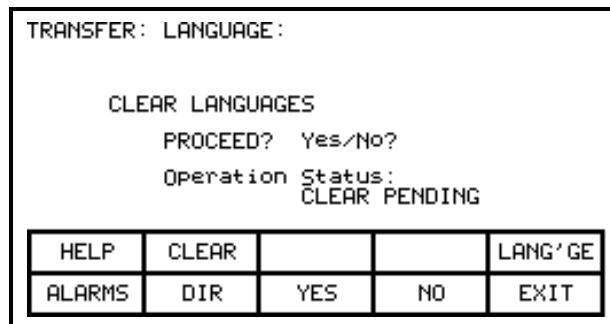 TRANSFER: LANGUAGE:
CLEAR LANGUAGES
PROCEED? Yes/No?
Operation Status:
CLEAR PENDING
HELP CLEAR LANG'GE
ALARMS DIR YES NO EXIT